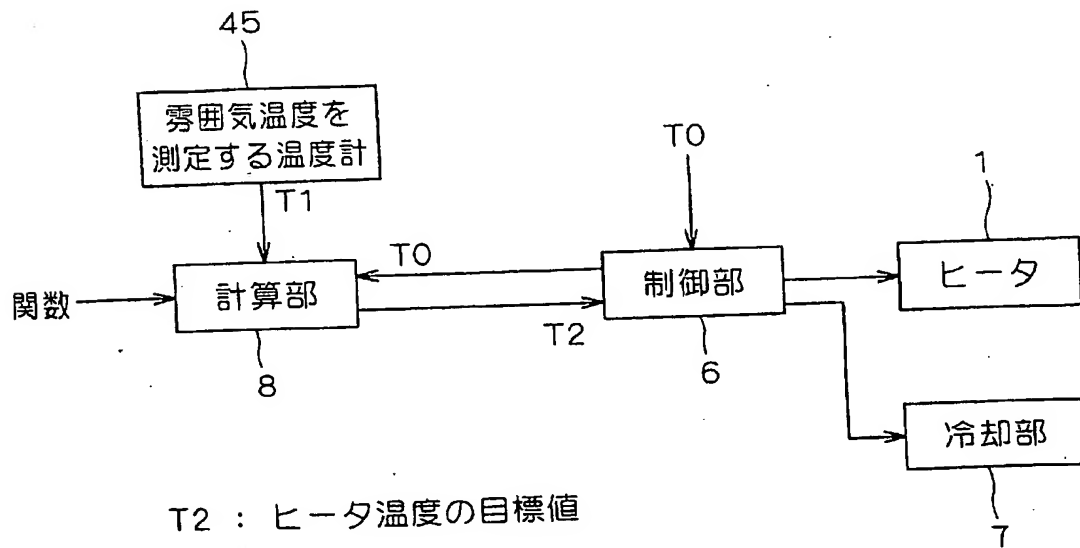 45
雰囲気温度を
測定する温度計
T1
T0
1
関数
計算部
T0
T2
制御部
ヒータ
8
6
冷却部
7
T2 : ヒータ温度の目標値